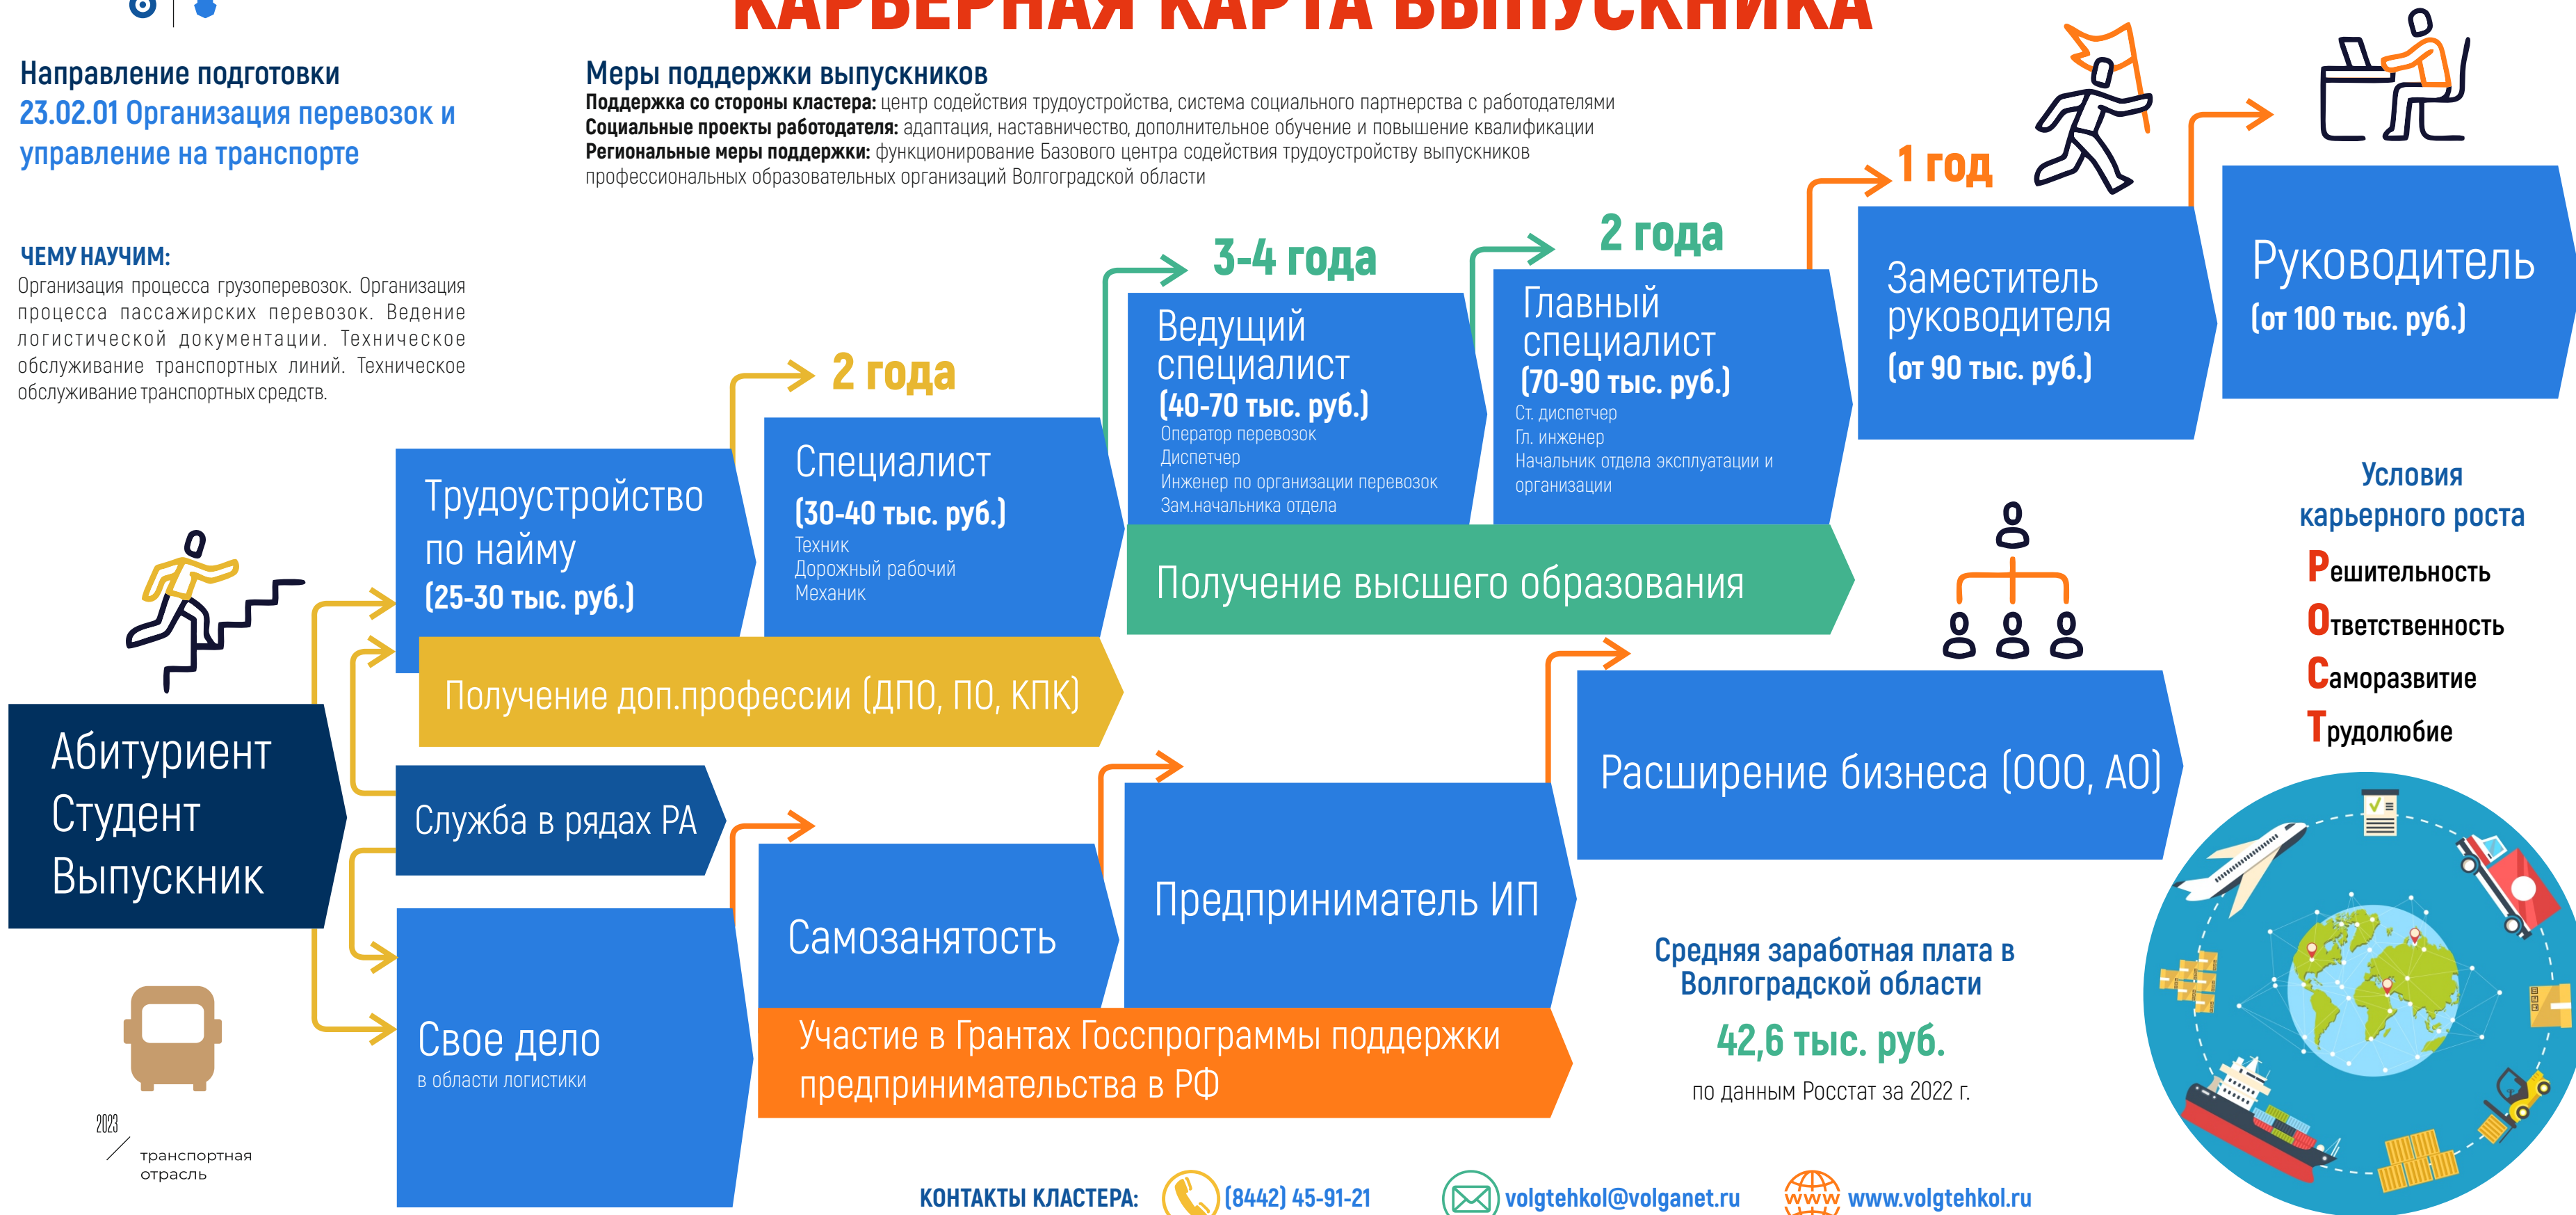 КАРЬЕРНАЯ КАРТА ВЫПУСКНИКА
Направление подготовки
23.02.01 Организация перевозок и
управление на транспорте
Меры поддержки выпускников
Поддержка со стороны кластера: центр содействия трудоустройства, система социального партнерства с работодателями
Социальные проекты работодателя: адаптация, наставничество, дополнительное обучение и повышение квалификации
Региональные меры поддержки: функционирование Базового центра содействия трудоустройству выпускников
профессиональных образовательных организаций Волгоградской области
ЧЕМУ НАУЧИМ:
Организация процесса грузоперевозок. Организация
процесса пассажирских перевозок. Ведение
логистической документации. Техническое
обслуживание транспортных линий. Техническое
обслуживание транспортных средств.
Абитуриент
Студент
Выпускник
Трудоустройство
по найму
(25-30 тыс. руб.)
2 года
Специалист
(30-40 тыс. руб.)
Техник
Дорожный рабочий
Механик
Получение доп.профессии (ДПО, ПО, КПК)
3-4 года
Ведущий
специалист
(40-70 тыс. руб.)
Оператор перевозок
Диспетчер
Инженер по организации перевозок
Зам.начальника отдела
2 года
Главный
специалист
(70-90 тыс. руб.)
Ст. диспетчер
Гл. инженер
Начальник отдела эксплуатации и
организации
Получение высшего образования
1 год
Заместитель
руководителя
(от 90 тыс. руб.)
Руководитель
(от 100 тыс. руб.)
Условия
карьерного роста
Решительность
Ответственность
Саморазвитие
Трудолюбие
Служба в рядах РА
Свое дело
в области логистики
Самозанятость
Предприниматель ИП
Расширение бизнеса (ООО, АО)
Участие в Грантах Госспрограммы поддержки
предпринимательства в РФ
Средняя заработная плата в
Волгоградской области
42,6 тыс. руб.
по данным Росстат за 2022 г.
2023
транспортная
отрасль
КОНТАКТЫ КЛАСТЕРА:
(8442) 45-91-21
volgtehkol@volganet.ru
www
www.volgtehkol.ru